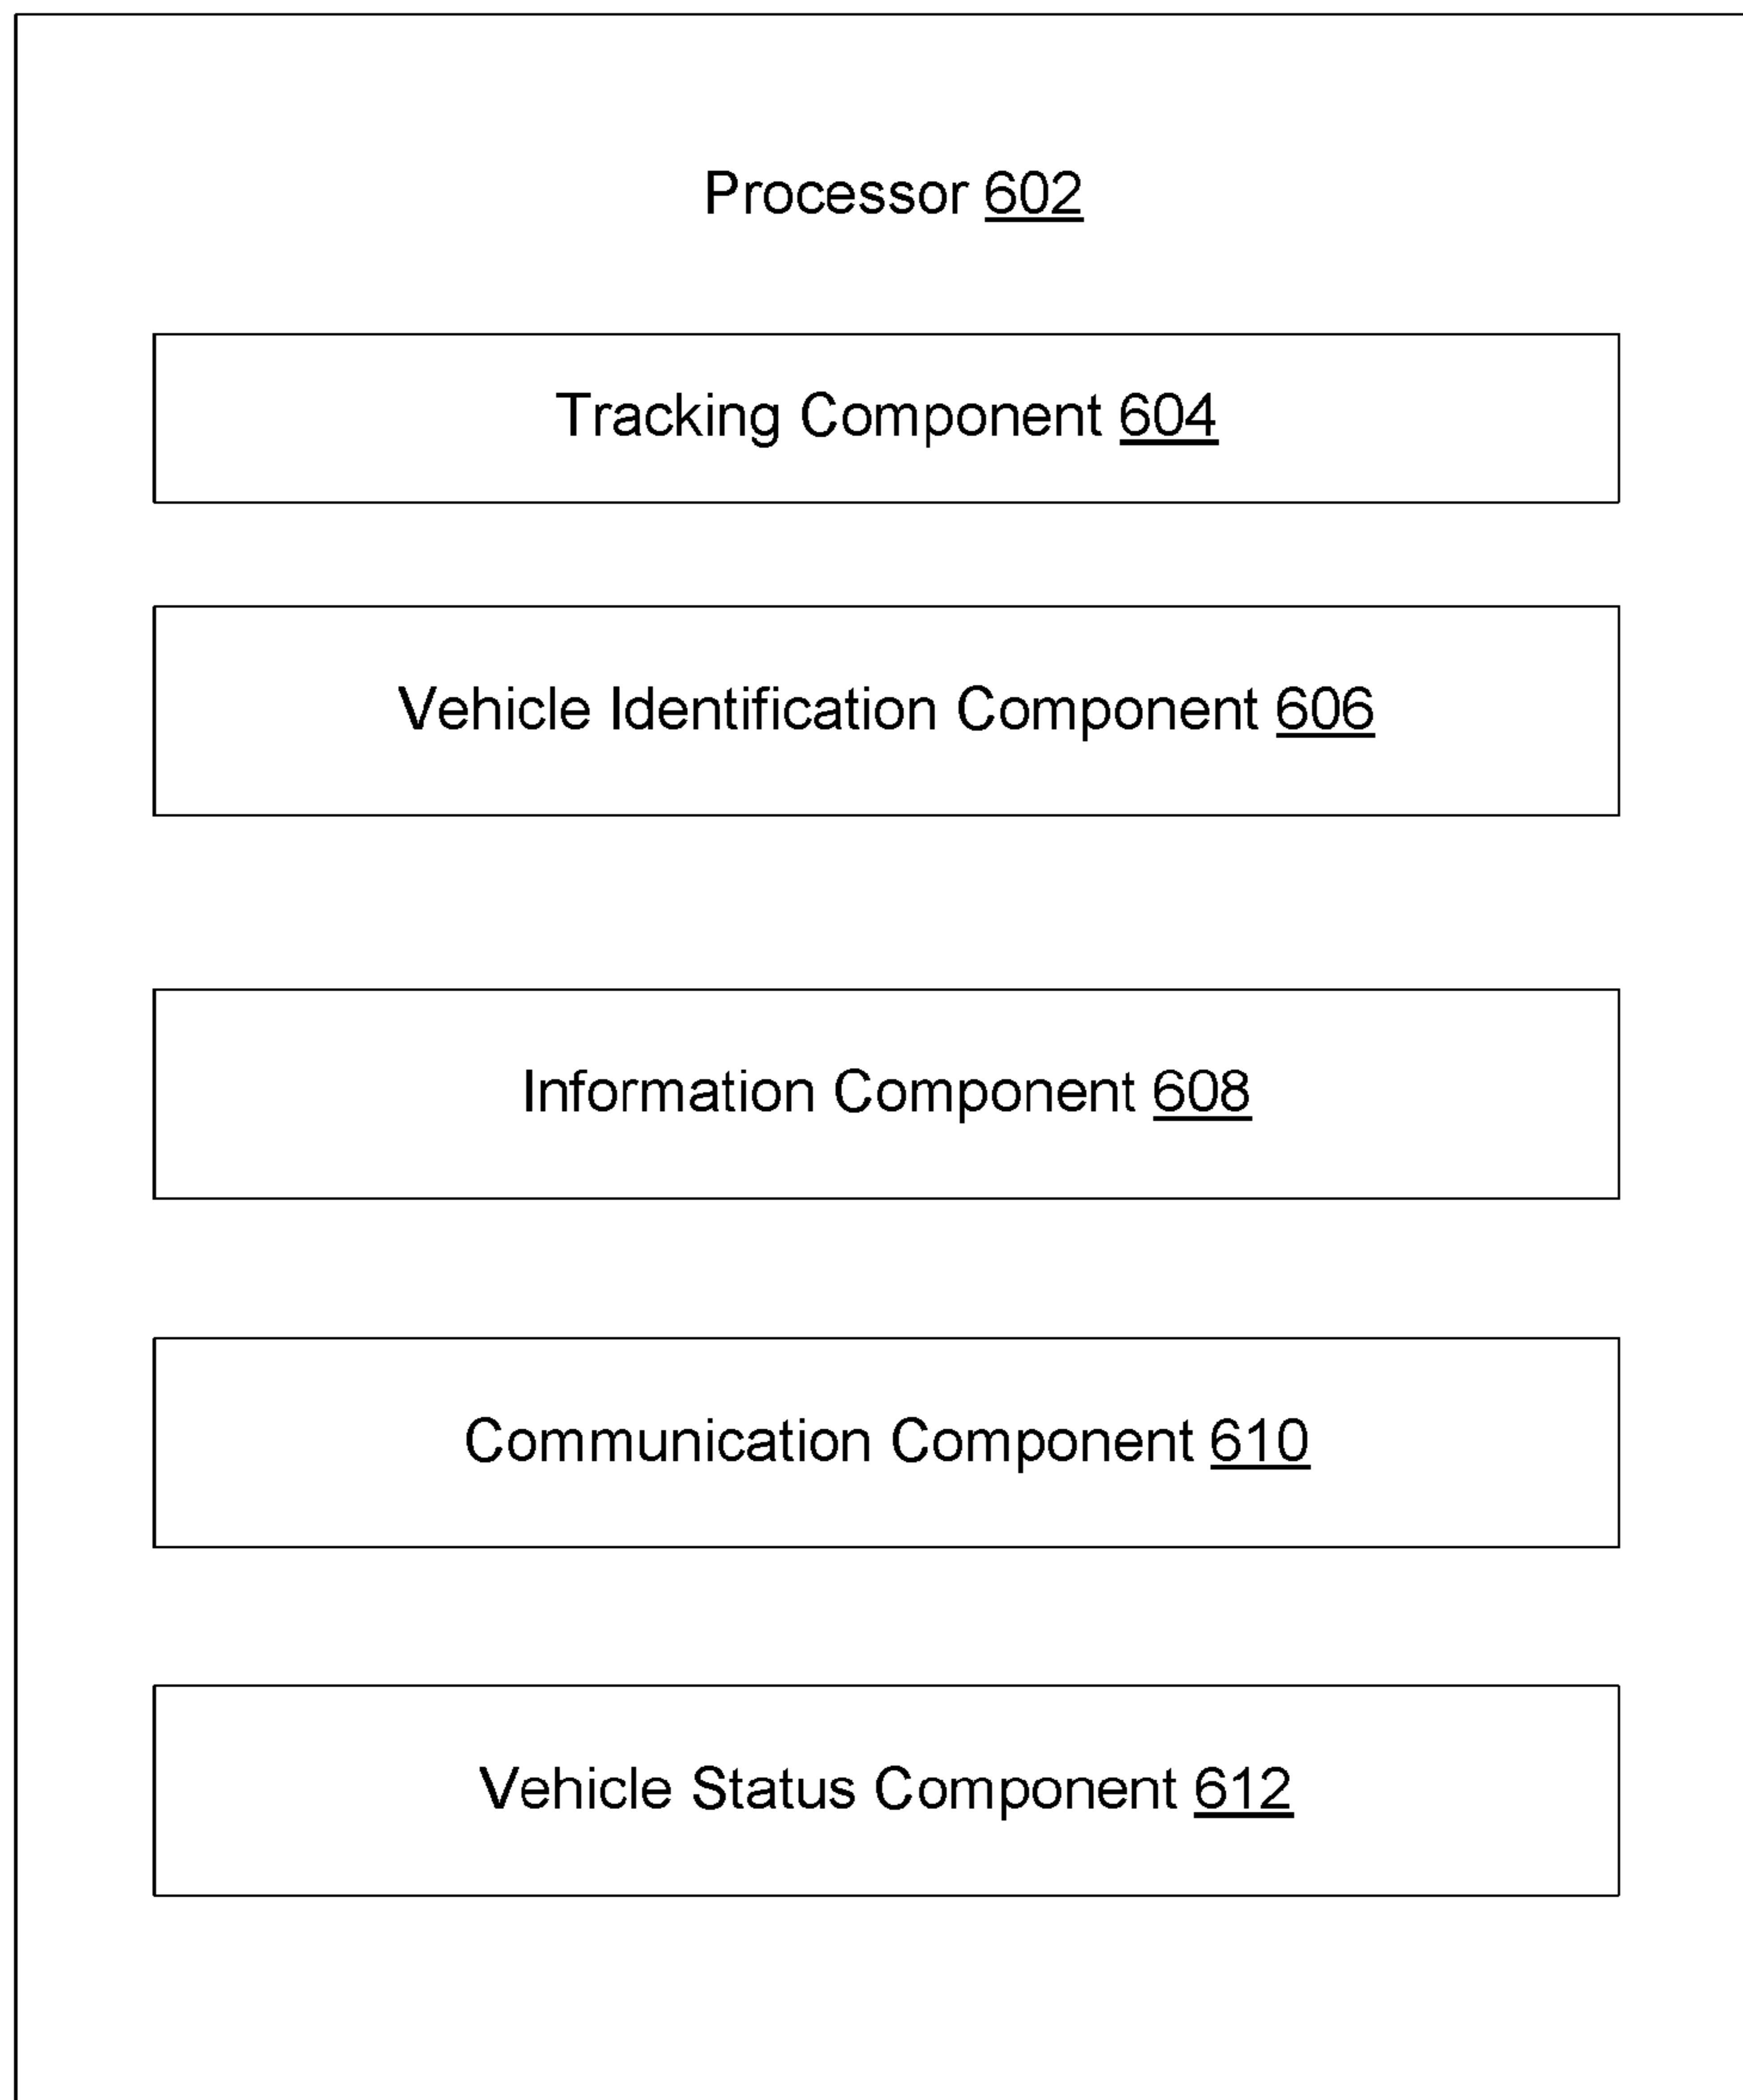 Processor 602
Tracking Component 604
Vehicle Identification Component 606
Information Component 608
Communication Component 610
Vehicle Status Component 612